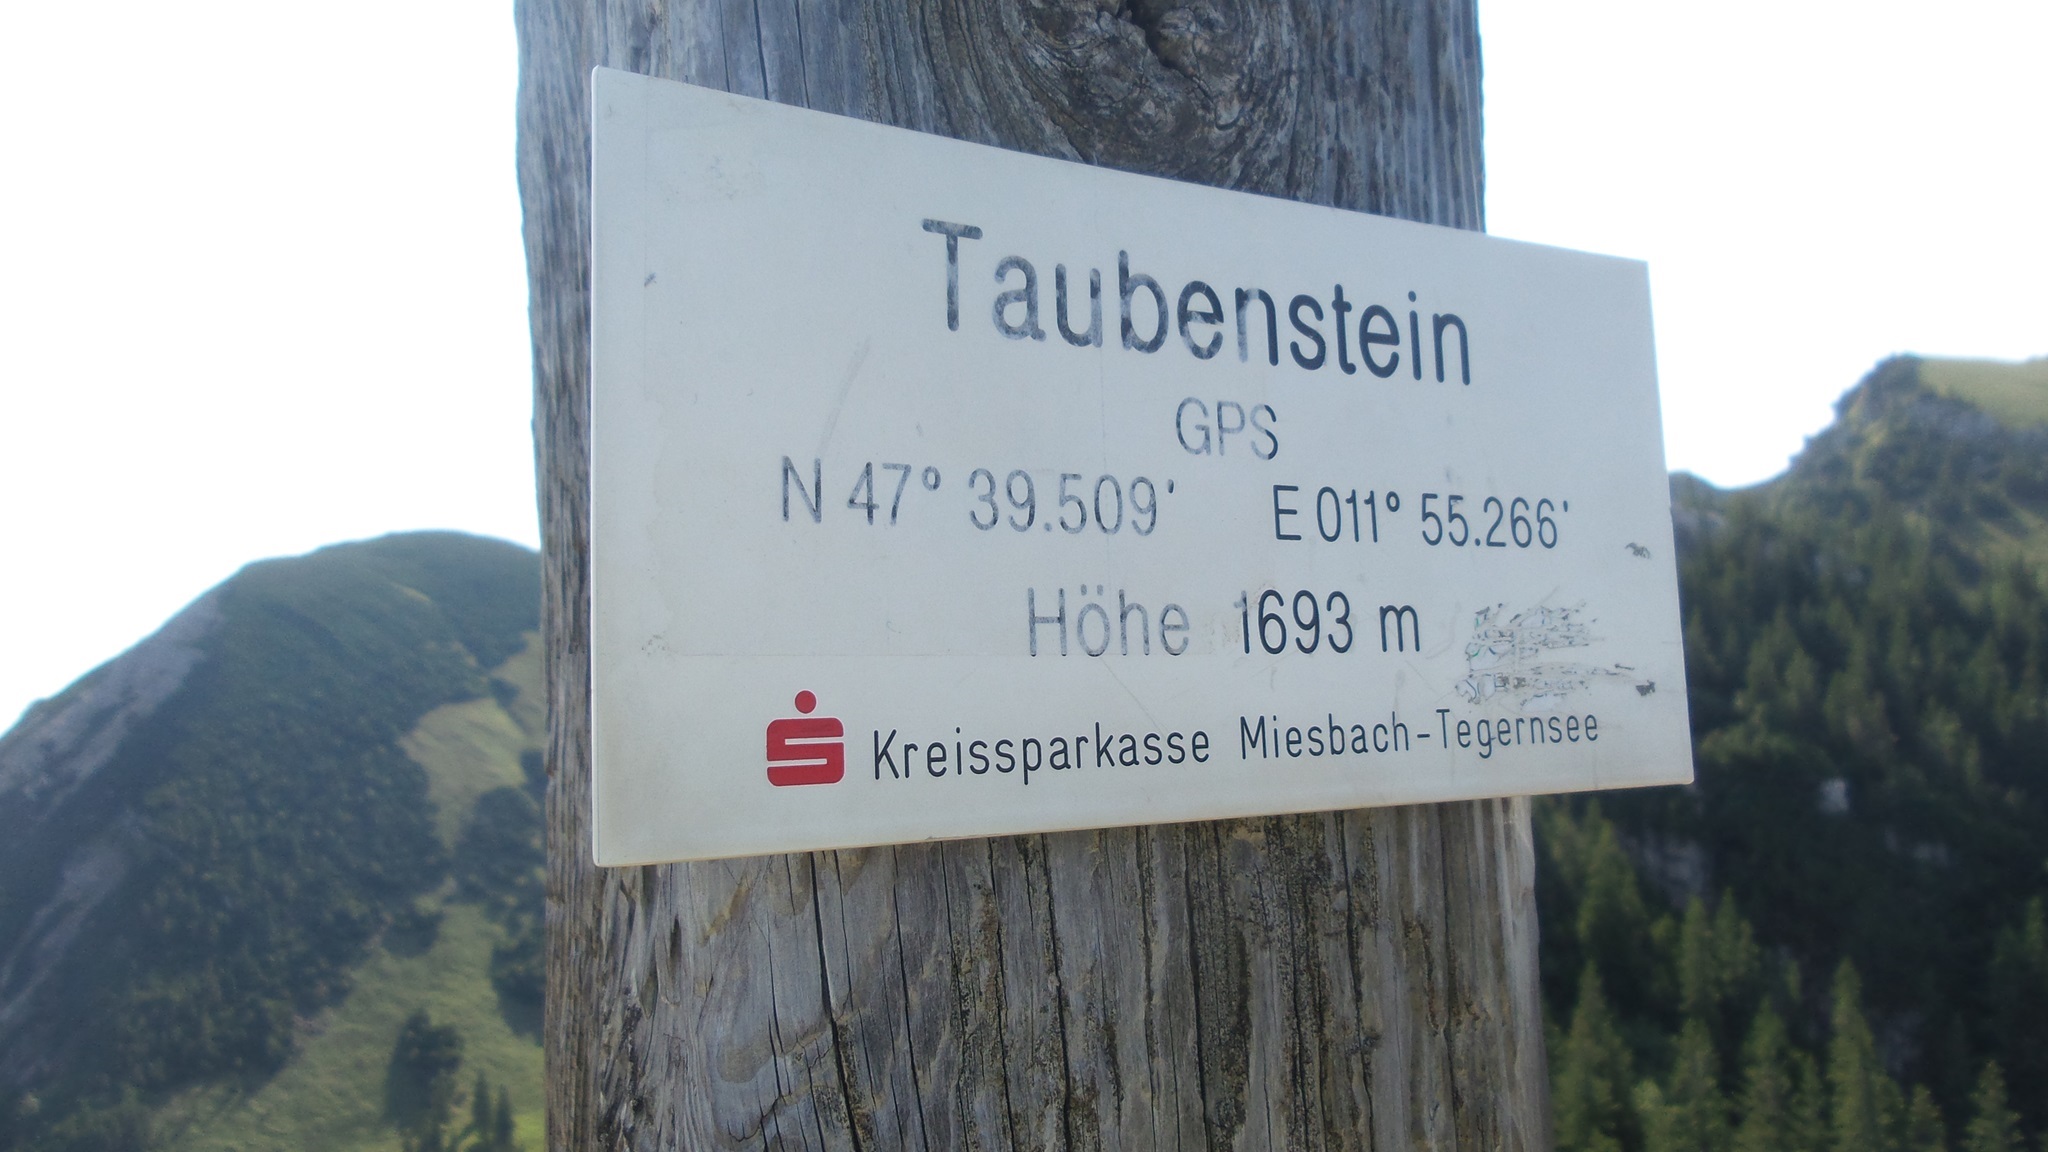 Taubenstein
GPS
N 47° 39.509' E 011° 55.266'
Höhe 1693 m
Kreissparkasse Miesbach-Tegernsee